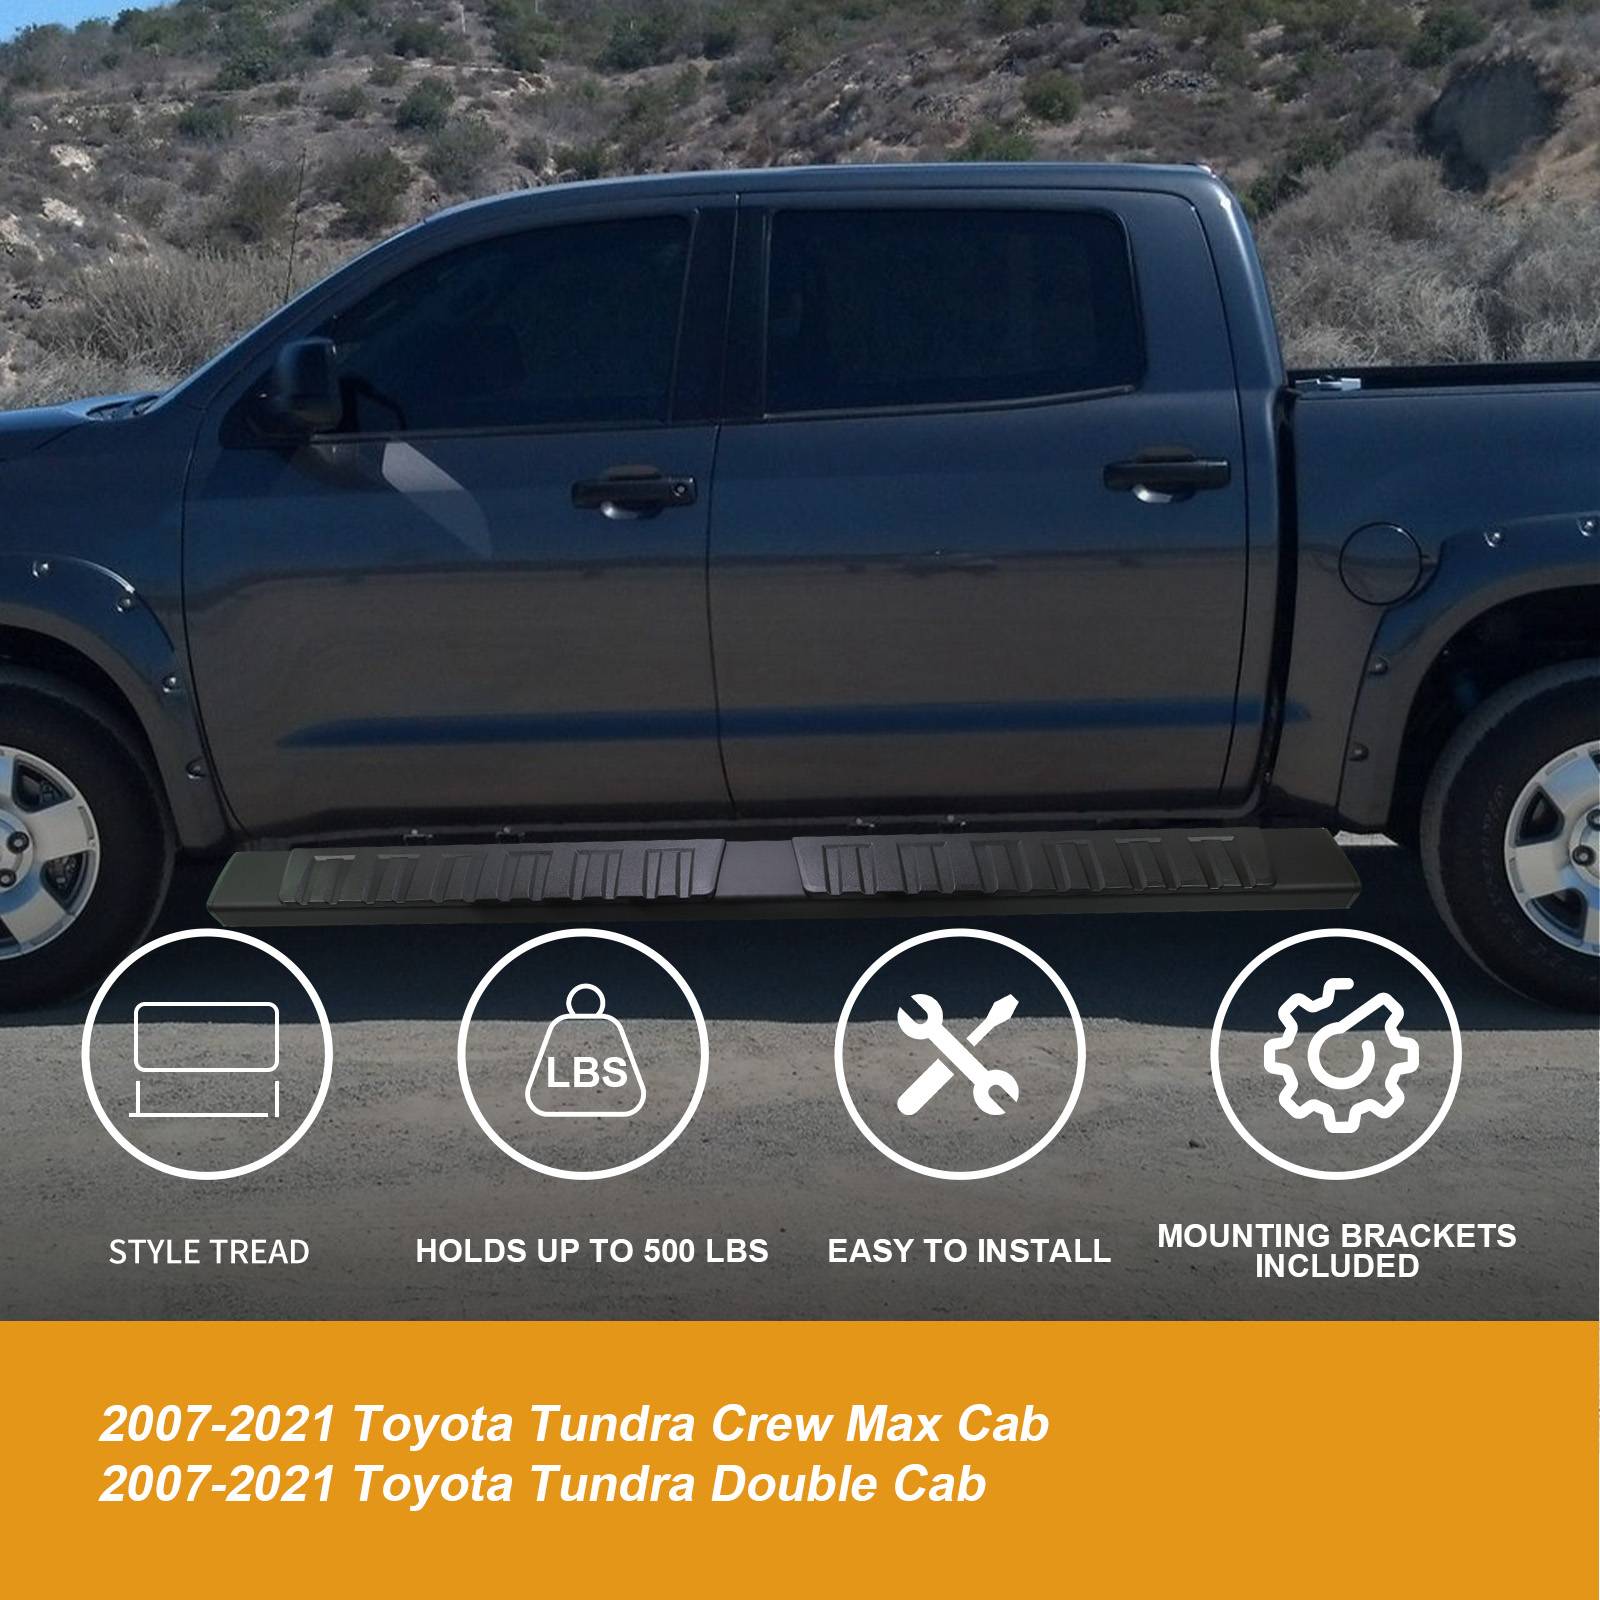 LBS
STYLE TREAD
HOLDS UP TO 500 LBS
EASY TO INSTALL
MOUNTING BRACKETS
INCLUDED
2007-2021 Toyota Tundra Crew Max Cab
2007-2021 Toyota Tundra Double Cab